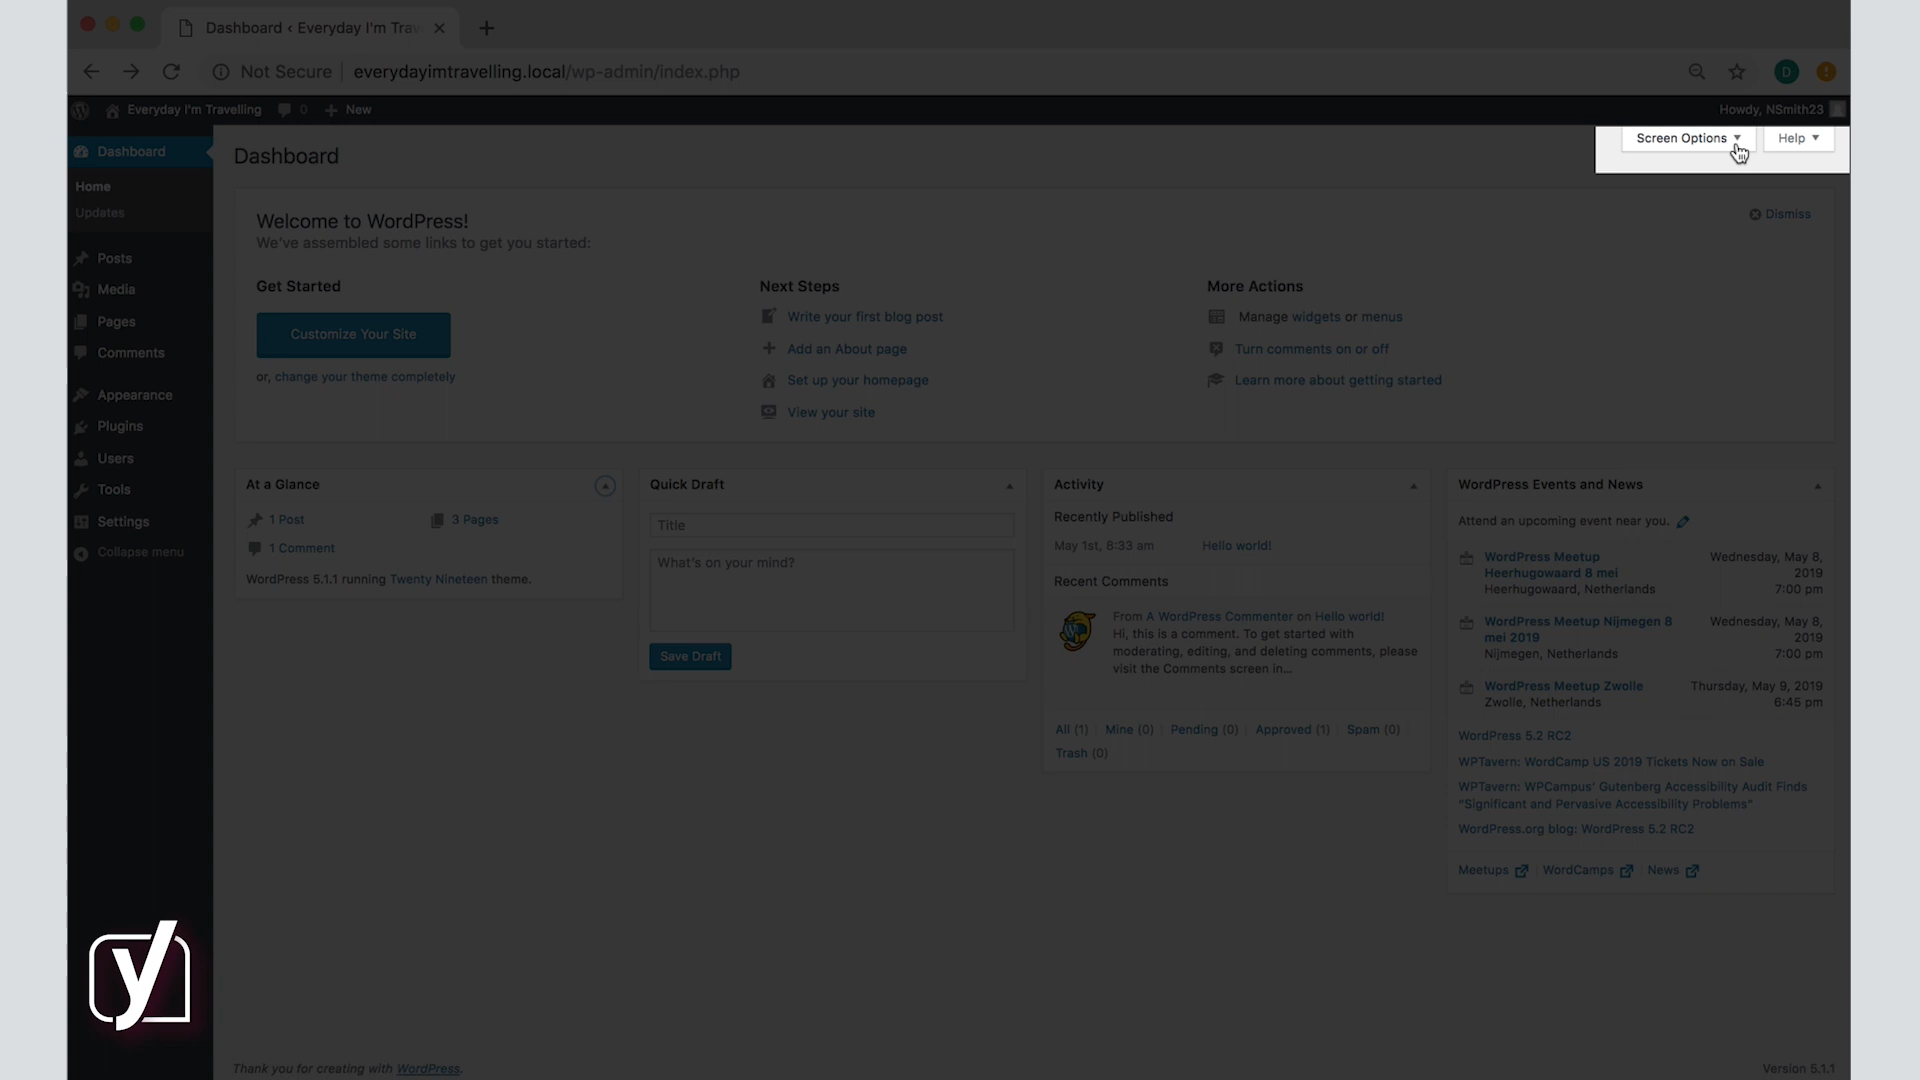 Dashboard ‹ Everyday I'm Trav
Not Secure
everydayimtravelling.local/wp-admin/index.php
D
Everyday I'm Travelling
0
New
Howdy, NSmith23
Screen Options
Help
Dashboard
Home
Updates
Posts
Media
Pages
Comments
Appearance
Plugins
Users
Tools
Settings
Collapse menu
Dashboard
Welcome to WordPress!
We've assembled some links to get you started:
Dismiss
Get Started
Customize Your Site
or, change your theme completely
Next Steps
Write your first blog post
Add an About page
Set up your homepage
View your site
More Actions
Manage widgets or menus
Turn comments on or off
Learn more about getting started
At a Glance
1 Post
3 Pages
1 Comment
WordPress 5.1.1 running Twenty Nineteen theme.
Quick Draft
Title
What's on your mind?
Save Draft
Activity
Recently Published
May 1st, 8:33 am
Hello world!
Recent Comments
From A WordPress Commenter on Hello world!
Hi, this is a comment. To get started with
moderating, editing, and deleting comments, please
visit the Comments screen in...
All (1) | Mine (0) | Pending (0) | Approved (1) | Spam (0) |
Trash (0)
WordPress Events and News
Attend an upcoming event near you.
WordPress Meetup
Heerhugowaard 8 mei
Heerhugowaard, Netherlands
Wednesday, May 8,
2019
7:00 pm
WordPress Meetup Nijmegen 8
mei 2019
Nijmegen, Netherlands
Wednesday, May 8,
2019
7:00 pm
WordPress Meetup Zwolle
Zwolle, Netherlands
Thursday, May 9, 2019
6:45 pm
WordPress 5.2 RC2
WPTavern: WordCamp US 2019 Tickets Now on Sale
WPTavern: WPCampus' Gutenberg Accessibility Audit Finds
"Significant and Pervasive Accessibility Problems"
WordPress.org blog: WordPress 5.2 RC2
Meetups | WordCamps | News
y
Thank you for creating with WordPress.
Version 5.1.1